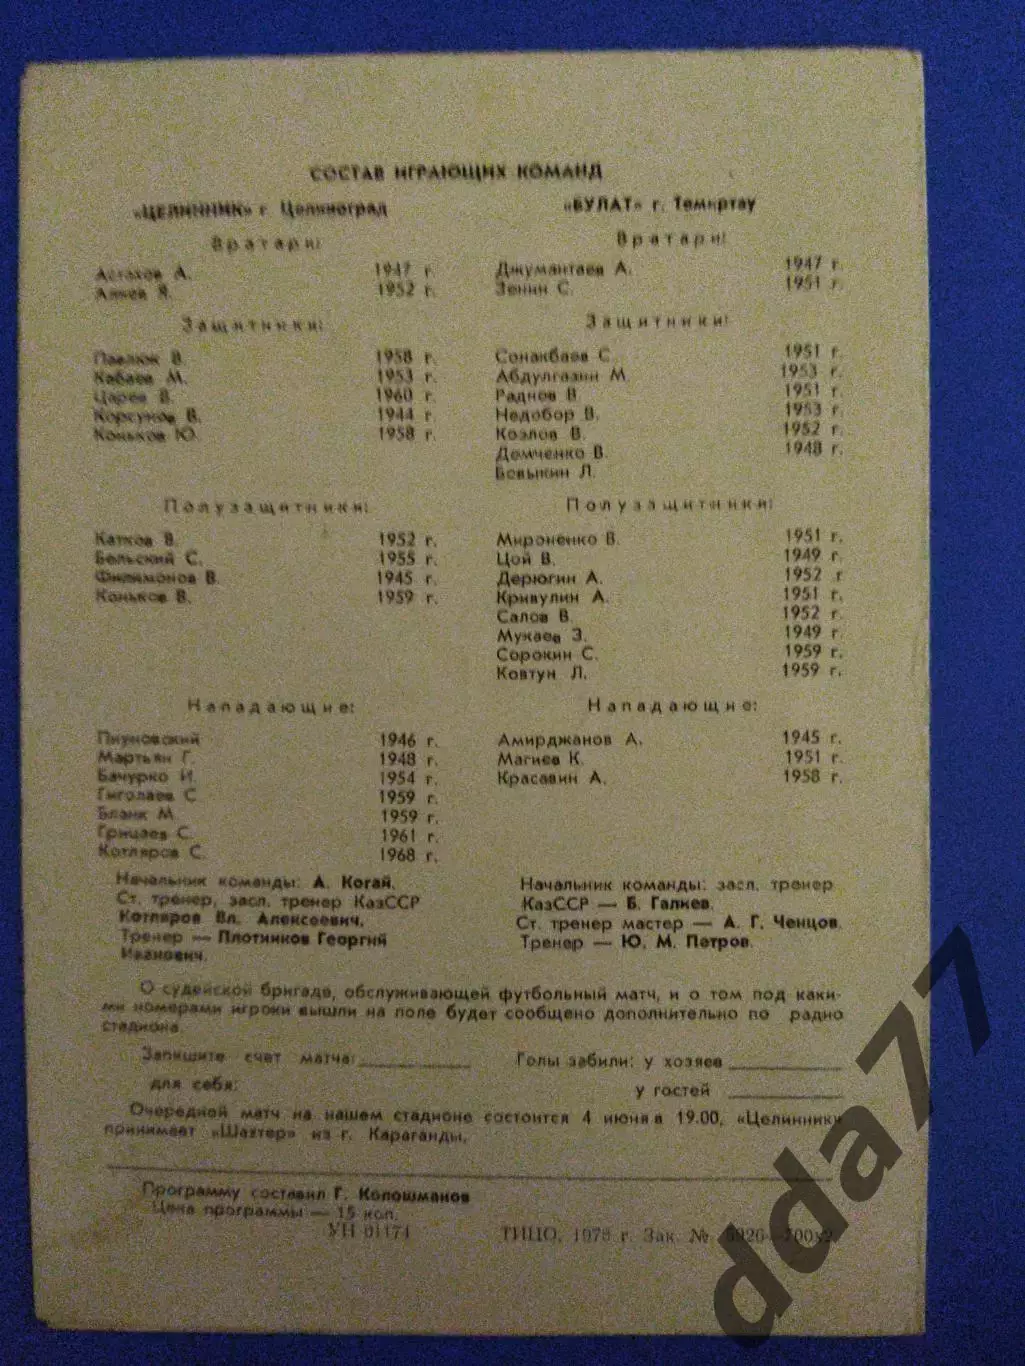 СОСТАВ ИГРАЮЩИХ КОМАНД
«ЦЕЛИННИК» г. Целиноград
Вратари:
Астахов А. 1947 г.
Алиев Я. 1952 г.
Защитники:
Павлюк В. 1958 г.
Кабаев М. 1953 г.
Царев В. 1960 г.
Корсунов В. 1944 г.
Коньков Ю. 1958 г.
Полузащитники:
Катков В. 1952 г.
Бельский С. 1955 г.
Филимонов В. 1945 г.
Коньков В. 1959 г.
Нападающие:
Пиуновский 1946 г.
Мартьян Г. 1948 г.
Бачурко И. 1954 г.
Гиголаев С. 1959 г.
Бланк М. 1959 г.
Грицаев С. 1961 г.
Котляров С. 1968 г.
Начальник команды: А. Когай.
Ст. тренер, засл. тренер КазССР
Котляров Вл. Алексеевич.
Тренер — Плотников Георгий
Иванович.
«БУЛАТ» г. Темиртау
Вратари:
Джумантаев А. 1947 г.
Зенин С. 1951 г.
Защитники:
Сонакбаев С. 1951 г.
Абдулгазин М. 1953 г.
Раднов В 1951 г.
Недобор В. 1953 г.
Козлов В. 1952 г.
Демченко В. 1948 г.
Бовыкин Л.
Полузащитники:
Мироненко В. 1951 г.
Цой В. 1949 г.
Дерюгин А. 1952 г
Кривулин А. 1951 г.
Салов В. 1952 г.
Мукаев З. 1949 г.
Сорокин С. 1959 г.
Ковтун Л. 1959 г.
Нападающие:
Амирджанов А. 1945 г.
Магиев К. 1951 г.
Красавин А. 1958 г.
Начальник команды: засл. тренер
КазССР — Б. Галиев.
Ст. тренер мастер — А. Г. Ченцов.
Тренер — Ю. М. Петров.
О судейской бригаде, обслуживающей футбольный матч, и о том под каки-
ми номерами игроки вышли на поле будет сообщено дополнительно по радио
стадиона.
Запишите счет матча:
для себя:
Голы забили: у хозяев
у гостей
Очередной матч на нашем стадионе состоится 4 июня в 19.00, «Целинник»
принимает «Шахтер» из г. Караганды.
Программу составил Г. Колошманов
Цена программы — 15 коп.
УН 01174 ТИЦО, 1978 г. Зак. №
dda77